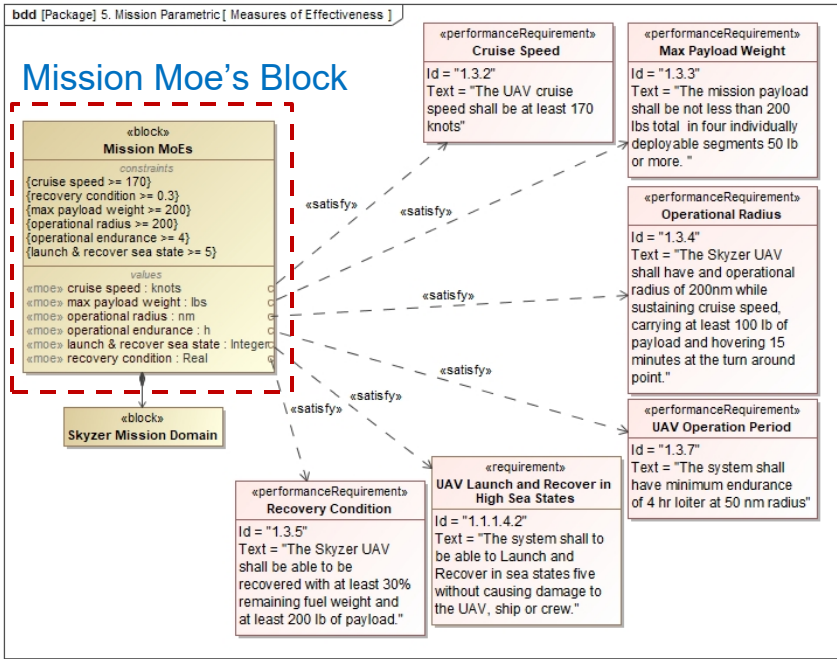 bdd [Package] 5. Mission Parametric [ Measures of Effectiveness ]
Mission Moe's Block
«block»
Mission MoEs
constraints
{cruise speed >= 170}
{recovery condition >= 0.3}
{max payload weight >= 200}
{operational radius >= 200}
{operational endurance >= 4}
{launch & recover sea state >= 5}
values
«moe» cruise speed : knots
«moe» max payload weight : lbs
«moe» operational radius : nm
«moe» operational endurance : h
«moe» launch & recover sea state : Integer
«moe» recovery condition : Real
«block»
Skyzer Mission Domain
«satisfy»
«satisfy»
«satisfy»
«satisfy»
«satisfy»
«satisfy»
«performanceRequirement»
Cruise Speed
Id = "1.3.2"
Text = "The UAV cruise
speed shall be at least 170
knots"
«performanceRequirement»
Max Payload Weight
Id = "1.3.3"
Text = "The mission payload
shall be not less than 200
lbs total in four individually
deployable segments 50 lb
or more. "
«performanceRequirement»
Operational Radius
Id = "1.3.4"
Text = "The Skyzer UAV
shall have and operational
radius of 200nm while
sustaining cruise speed,
carrying at least 100 lb of
payload and hovering 15
minutes at the turn around
point."
«performanceRequirement»
UAV Operation Period
Id = "1.3.7"
Text = "The system shall
have minimum endurance
of 4 hr loiter at 50 nm radius"
«requirement»
UAV Launch and Recover in
High Sea States
Id = "1.1.1.4.2"
Text = "The system shall to
be able to Launch and
Recover in sea states five
without causing damage to
the UAV, ship or crew."
«performanceRequirement»
Recovery Condition
Id = "1.3.5"
Text = "The Skyzer UAV
shall be able to be
recovered with at least 30%
remaining fuel weight and
at least 200 lb of payload."